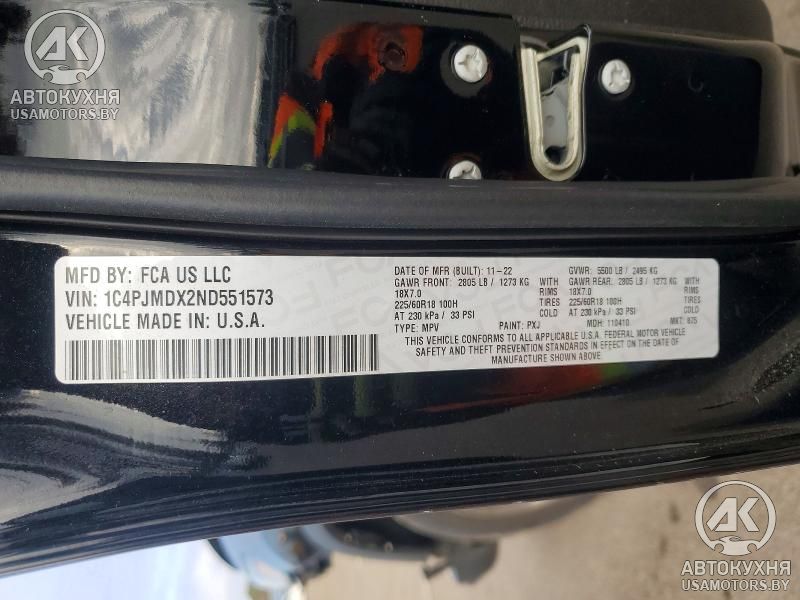 АК
АВТОКУХНЯ
USAMOTORS.BY
MFD BY: FCA US LLC
VIN: 1C4PJMDX2ND551573
VEHICLE MADE IN: U.S.A.
DATE OF MFR (BUILT): 11-22 GVWR: 5500 LB / 2495 KG
GAWR FRONT: 2805 LB / 1273 KG GAWR REAR: 2805 LB / 1273 KG
18X7.0 RIMS 18X7.0 RIMS
225/60R18 100H TIRES 225/60R18 100H TIRES
AT 230 kPa / 33 PSI COLD AT 230 kPa / 33 PSI COLD
TYPE: MPV PAINT: PXJ MDH: 110410 MKT: 875
THIS VEHICLE CONFORMS TO ALL APPLICABLE U.S.A. FEDERAL MOTOR VEHICLE
SAFETY AND THEFT PREVENTION STANDARDS IN EFFECT ON THE DATE OF
MANUFACTURE SHOWN ABOVE.
АК
АВТОКУХНЯ
USAMOTORS.BY